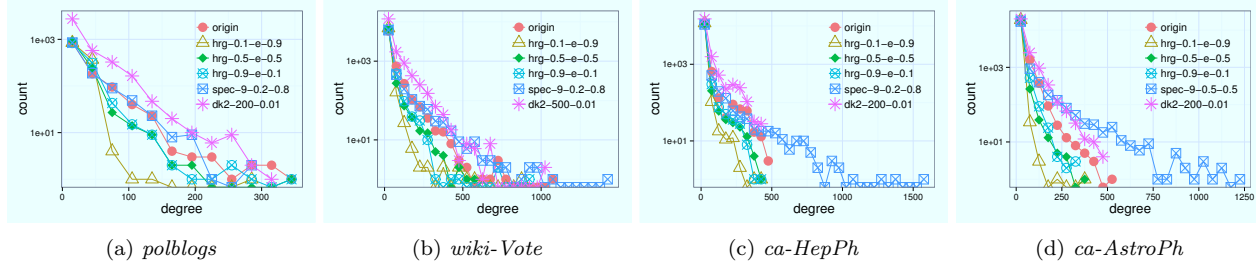 origin
hrg-0.1-e-0.9
hrg-0.5-e-0.5
hrg-0.9-e-0.1
spec-9-0.2-0.8
dk2-200-0.01
1e+03
1e+01
count
0
100
200
300
degree
(a) polblogs
origin
hrg-0.1-e-0.9
hrg-0.5-e-0.5
hrg-0.9-e-0.1
spec-9-0.2-0.8
dk2-500-0.01
1e+03
1e+01
count
0
500
1000
degree
(b) wiki-Vote
origin
hrg-0.1-e-0.9
hrg-0.5-e-0.5
hrg-0.9-e-0.1
spec-9-0.2-0.8
dk2-200-0.01
1e+03
1e+01
count
0
500
1000
1500
degree
(c) ca-HepPh
origin
hrg-0.1-e-0.9
hrg-0.5-e-0.5
hrg-0.9-e-0.1
spec-9-0.5-0.5
dk2-200-0.01
1e+03
1e+01
count
0
250
500
750
1000
1250
degree
(d) ca-AstroPh